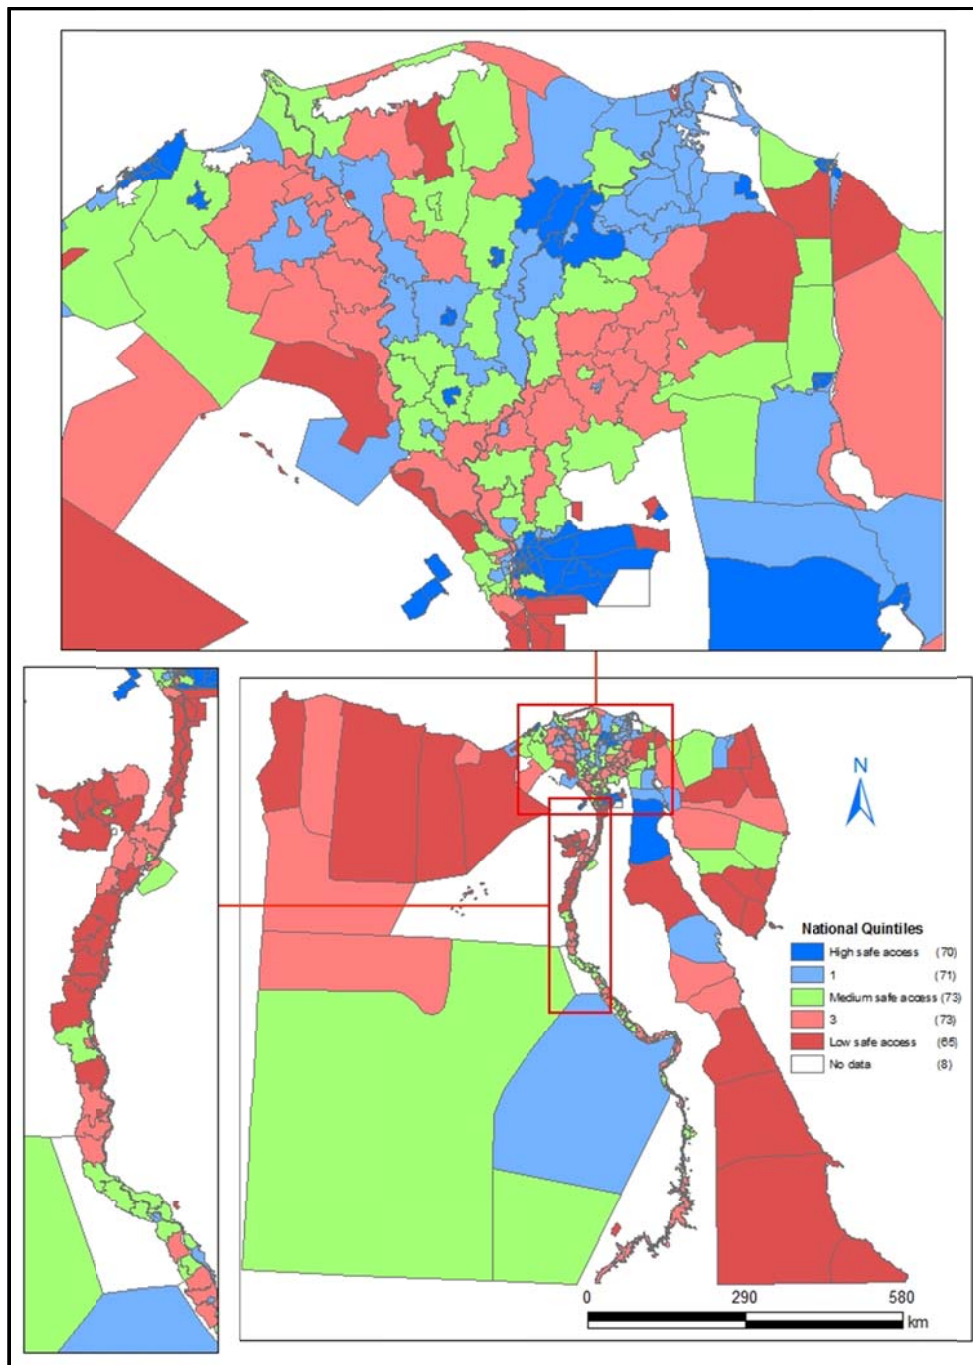 N
National Quintiles
High safe access (70)
1 (71)
Medium safe access (73)
3 (73)
Low safe access (65)
No data (8)
0 290 580
km